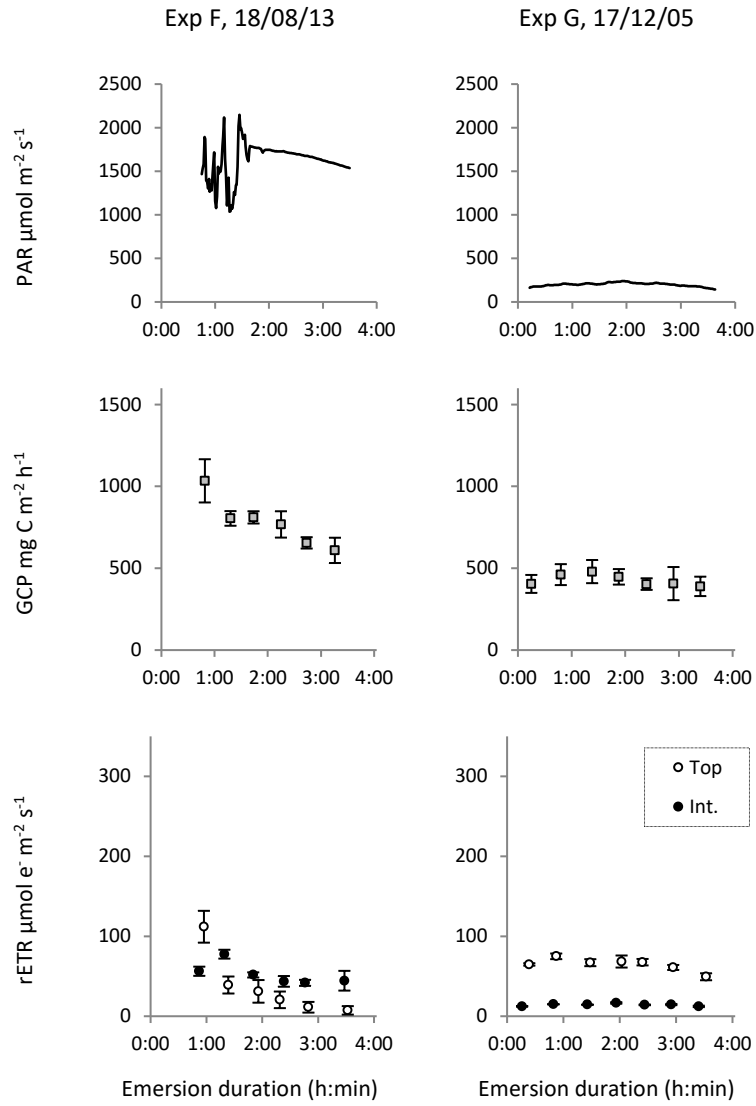 Exp F, 18/08/13
Exp G, 17/12/05
PAR µmol m⁻² s⁻¹
2500
2000
1500
1000
500
0
0:00 1:00 2:00 3:00 4:00
2500
2000
1500
1000
500
0
0:00 1:00 2:00 3:00 4:00
GCP mg C m⁻² h⁻¹
1500
1000
500
0
0:00 1:00 2:00 3:00 4:00
1500
1000
500
0
0:00 1:00 2:00 3:00 4:00
rETR µmol e⁻ m⁻² s⁻¹
300
200
100
0
0:00 1:00 2:00 3:00 4:00
Emersion duration (h:min)
300
200
100
0
Top
Int.
0:00 1:00 2:00 3:00 4:00
Emersion duration (h:min)